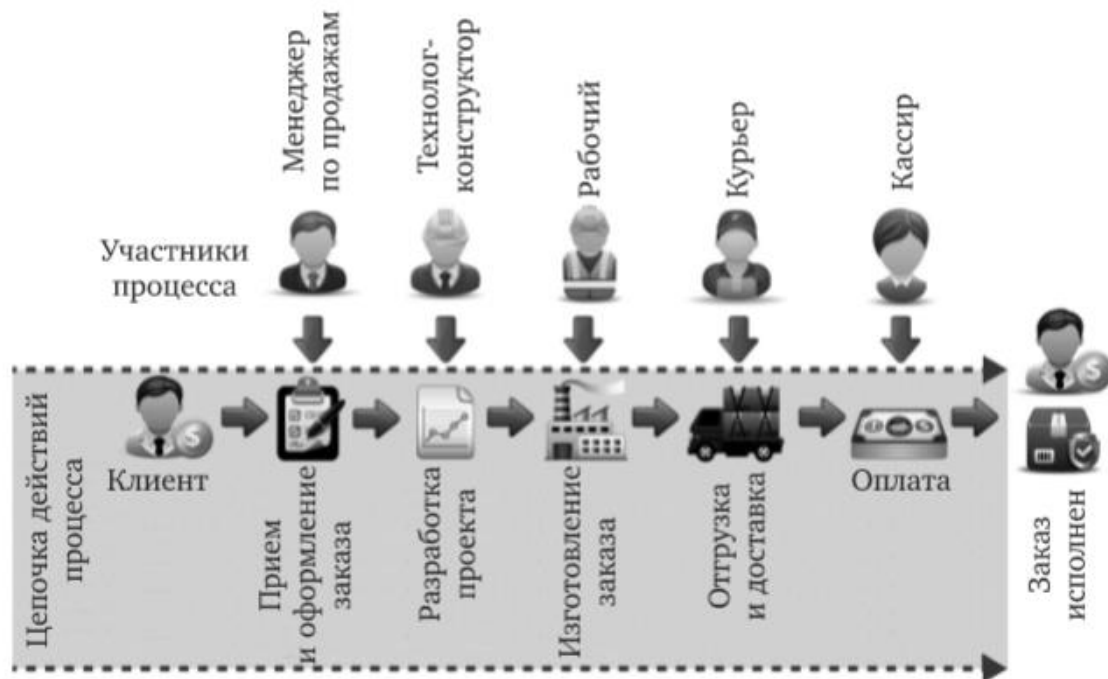 Менеджер
по продажам
Технолог-
конструктор
Рабочий
Курьер
Кассир
Участники
процесса
Цепочка действий
процесса
Клиент
Прием
и оформление
заказа
Разработка
проекта
Изготовление
заказа
Отгрузка
и доставка
Оплата
Заказ
исполнен